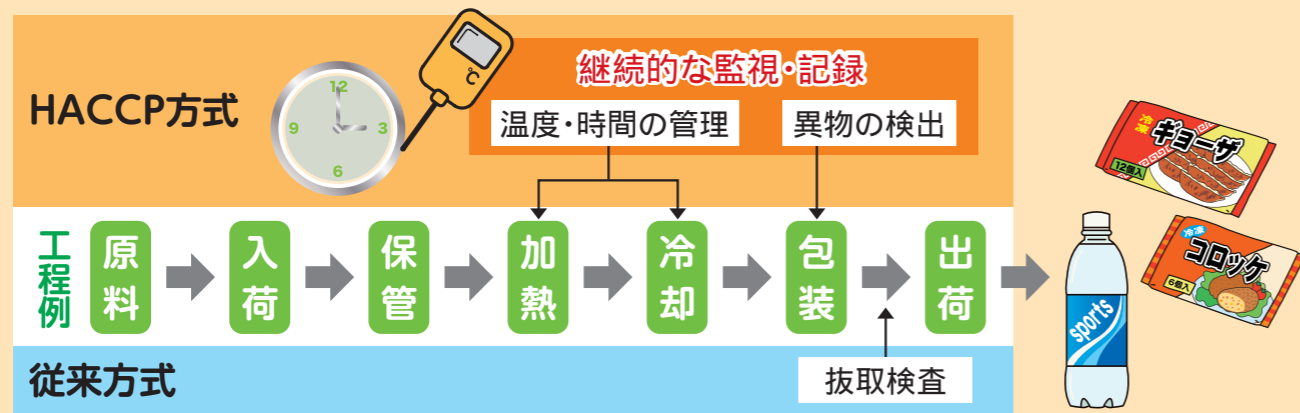 HACCP方式
12
3
6
9
℃
継続的な監視・記録
温度・時間の管理
異物の検出
工程例
原料
入荷
保管
加熱
冷却
包装
出荷
従来方式
抜取検査
冷凍
ギョーザ
12個入
冷凍
コロッケ
6個入
sports